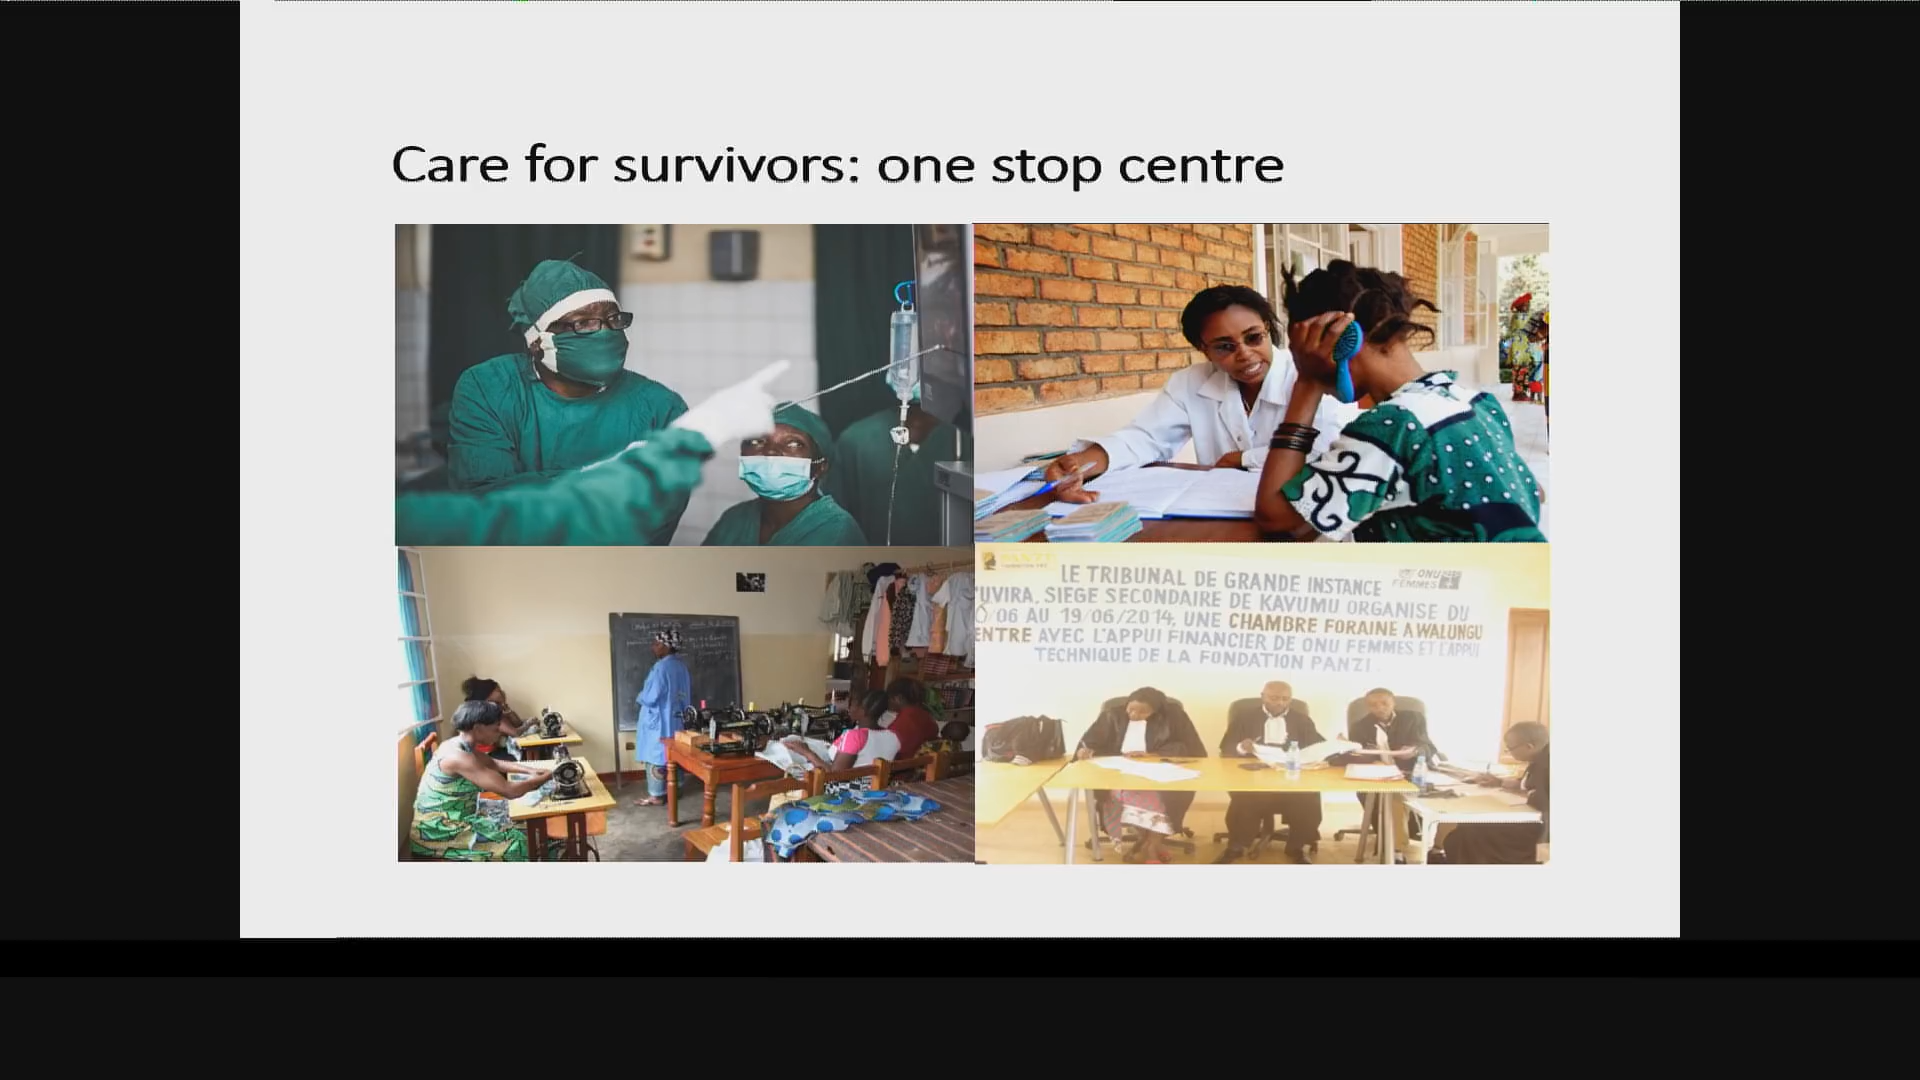 Care for survivors: one stop centre
PANZI
LE TRIBUNAL DE GRANDE INSTANCE
ONU
FEMMES
D'UVIRA, SIEGE SECONDAIRE DE KAVUMU ORGANISE DU
/06 AU 19/06/2014, UNE CHAMBRE FORAINE A WALUNGU
ENTRE AVEC L'APPUI FINANCIER DE ONU FEMMES ET L'APPUI
TECHNIQUE DE LA FONDATION PANZI.